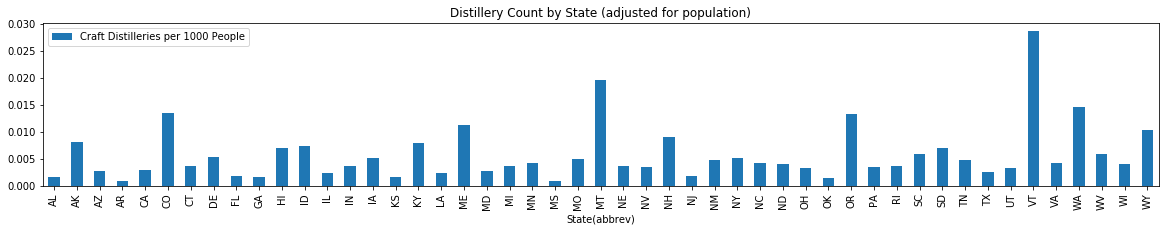 Distillery Count by State (adjusted for population)
Craft Distilleries per 1000 People
0.030
0.025
0.020
0.015
0.010
0.005
0.000
AL AK AZ AR CA CO CT DE FL GA HI ID IL IN IA KS KY LA ME MD MI MN MS MO MT NE NV NH NJ NM NY NC ND OH OK OR PA RI SC SD TN TX UT VT VA WA WV WI WY
State(abbrev)